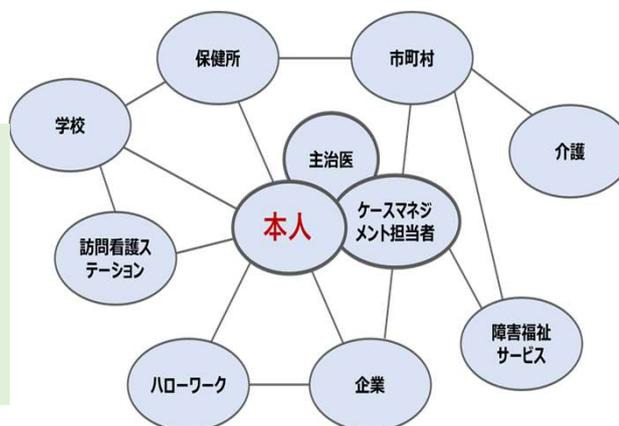 保健所
市町村
学校
主治医
介護
本人
ケースマネジ
メント担当者
訪問看護ス
テーション
障害福祉
サービス
ハローワーク
企業